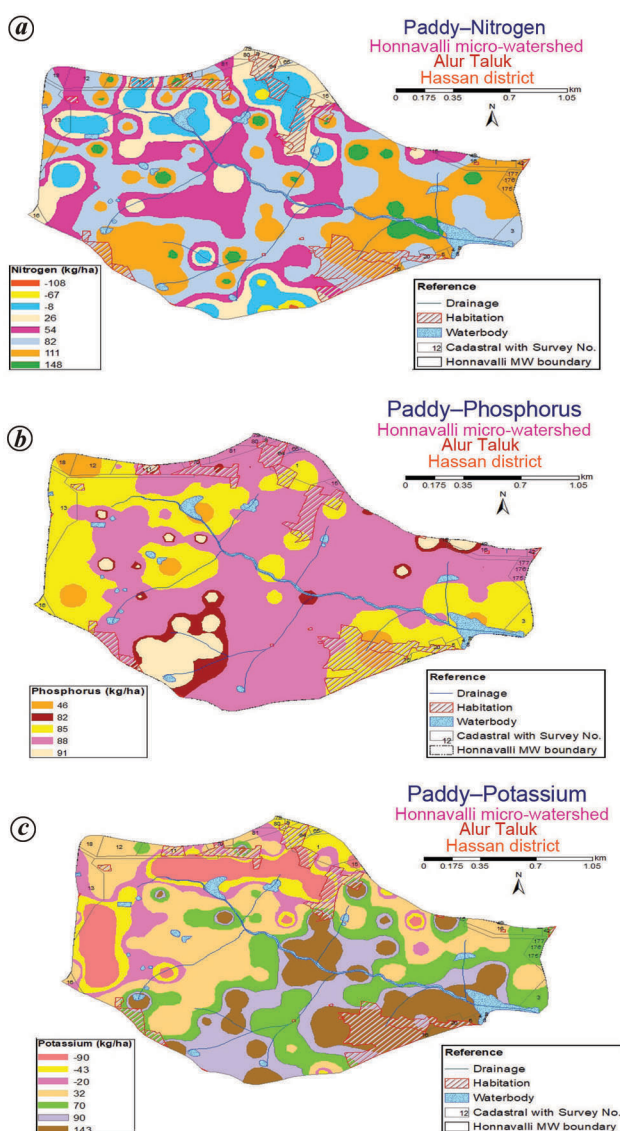 a
Paddy–Nitrogen
Honnavalli micro-watershed
Alur Taluk
Hassan district
km
0 0.175 0.35 0.7 1.05
N
Nitrogen (kg/ha)
-108
-67
-8
26
54
82
111
148
Reference
Drainage
Habitation
Waterbody
12 Cadastral with Survey No.
Honnavalli MW boundary
b
Paddy–Phosphorus
Honnavalli micro-watershed
Alur Taluk
Hassan district
km
0 0.175 0.35 0.7 1.05
N
Phosphorus (kg/ha)
46
82
85
88
91
Reference
Drainage
Habitation
Waterbody
12 Cadastral with Survey No.
Honnavalli MW boundary
c
Paddy–Potassium
Honnavalli micro-watershed
Alur Taluk
Hassan district
km
0 0.175 0.35 0.7 1.05
N
Potassium (kg/ha)
-90
-43
-20
32
70
90
143
Reference
Drainage
Habitation
Waterbody
12 Cadastral with Survey No.
Honnavalli MW boundary